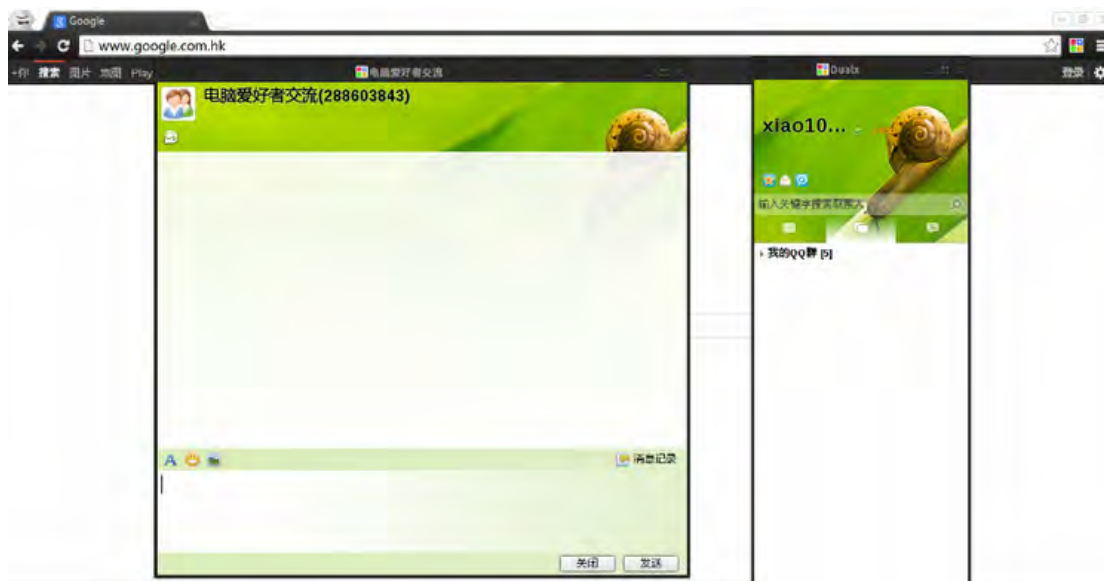 Google
www.google.com.hk
+你 搜索 图片 地图 Play
登录
电脑爱好者交流
电脑爱好者交流(288603843)
消息记录
关闭 发送
Dualx
xiao10...
我的QQ群 [5]